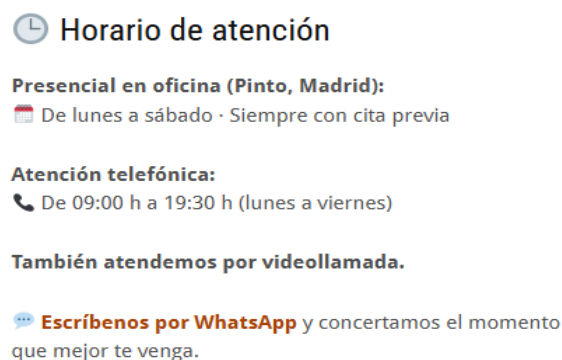 🕒 Horario de atención
Presencial en oficina (Pinto, Madrid):
📅 De lunes a sábado · Siempre con cita previa
Atención telefónica:
📞 De 09:00 h a 19:30 h (lunes a viernes)
También atendemos por videollamada.
💬 Escríbenos por WhatsApp y concertamos el momento
que mejor te venga.